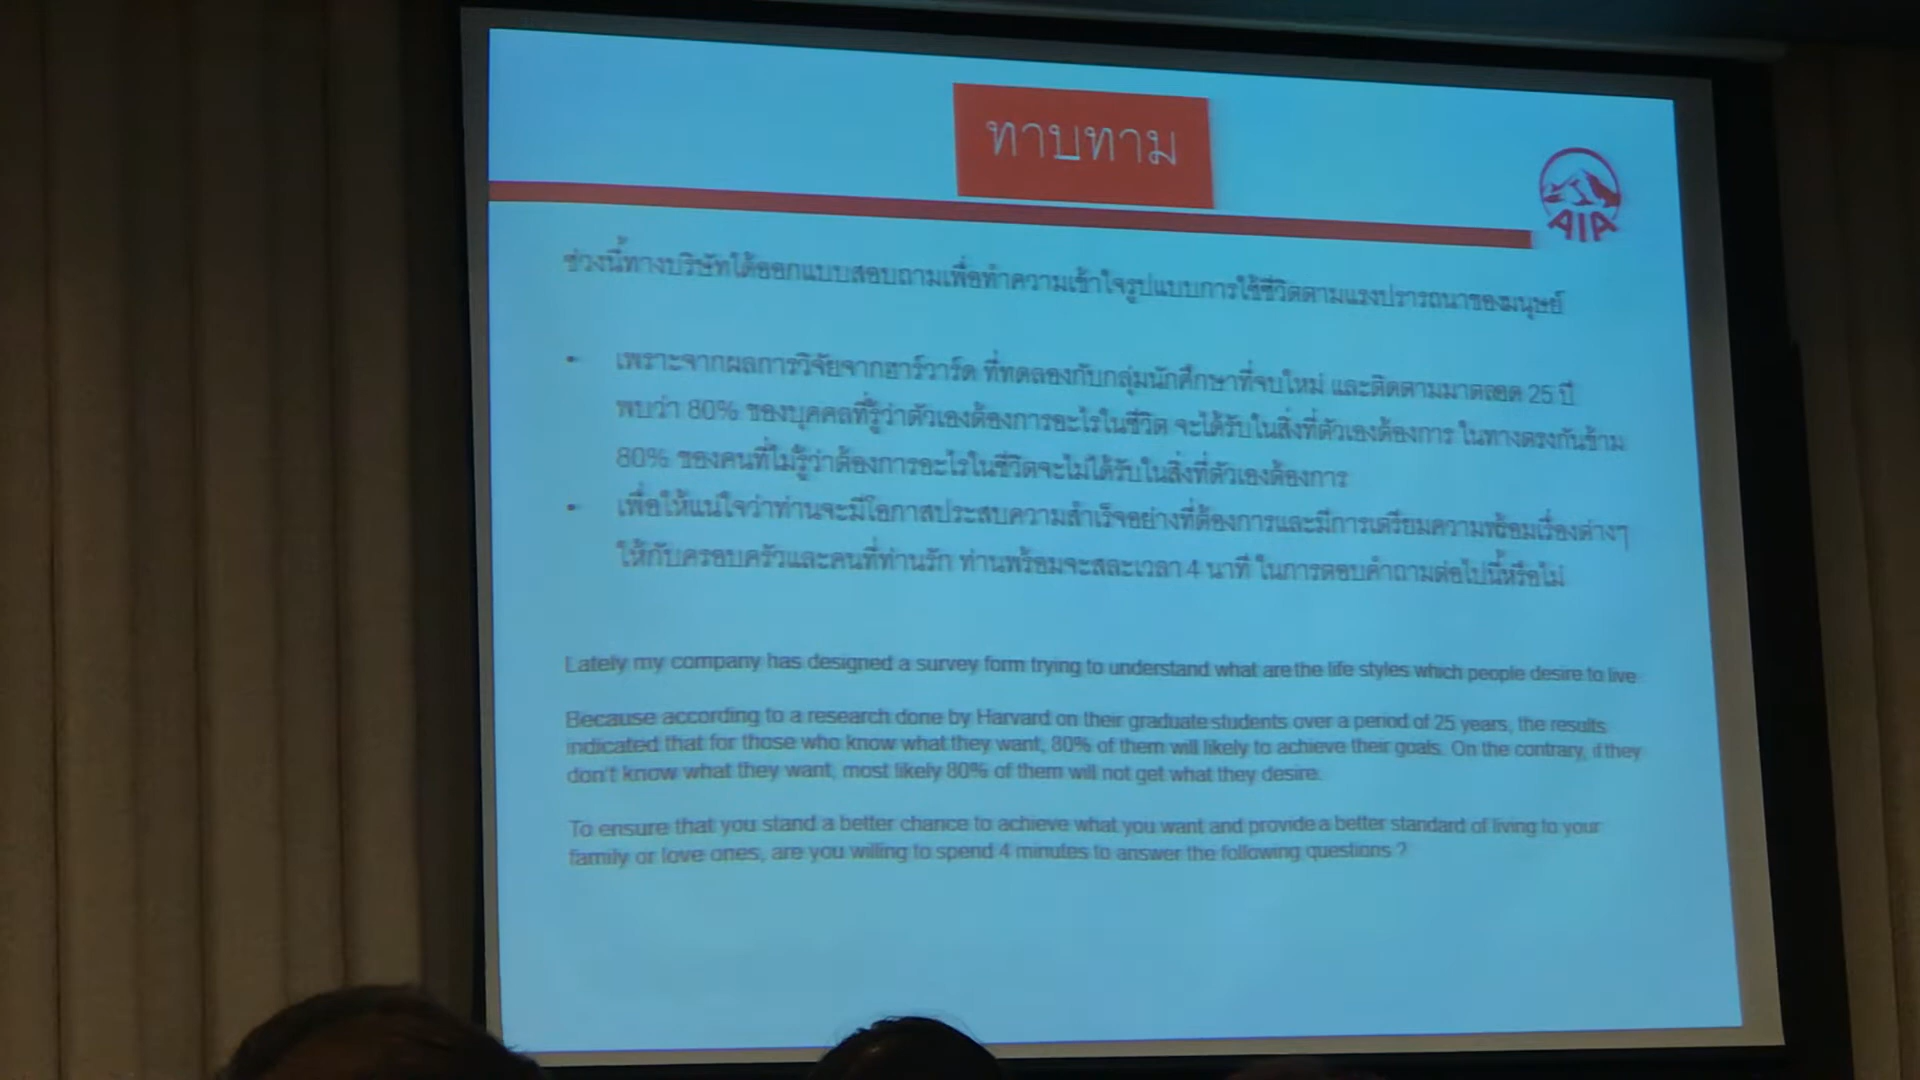 ทาบทาม
AIA
ช่วงนี้ทางบริษัทได้ออกแบบสอบถามเพื่อทำความเข้าใจรูปแบบการใช้ชีวิตตามแรงปรารถนาของมนุษย์
• เพราะจากผลการวิจัยจากฮาร์วาร์ด ที่ทดลองกับกลุ่มนักศึกษาที่จบใหม่ และติดตามมาตลอด 25 ปี
พบว่า 80% ของบุคคลที่รู้ว่าตัวเองต้องการอะไรในชีวิต จะได้รับในสิ่งที่ตัวเองต้องการ ในทางตรงกันข้าม
80% ของคนที่ไม่รู้ว่าต้องการอะไรในชีวิตจะไม่ได้รับในสิ่งที่ตัวเองต้องการ
• เพื่อให้แน่ใจว่าท่านจะมีโอกาสประสบความสำเร็จอย่างที่ต้องการและมีการเตรียมความพร้อมเรื่องต่างๆ
ให้กับครอบครัวและคนที่ท่านรัก ท่านพร้อมจะสละเวลา 4 นาที ในการตอบคำถามต่อไปนี้หรือไม่
Lately my company has designed a survey form trying to understand what are the life styles which people desire to live
Because according to a research done by Harvard on their graduate students over a period of 25 years, the results
indicated that for those who know what they want, 80% of them will likely to achieve their goals. On the contrary, if they
don't know what they want, most likely 80% of them will not get what they desire.
To ensure that you stand a better chance to achieve what you want and provide a better standard of living to your
family or love ones, are you willing to spend 4 minutes to answer the following questions ?